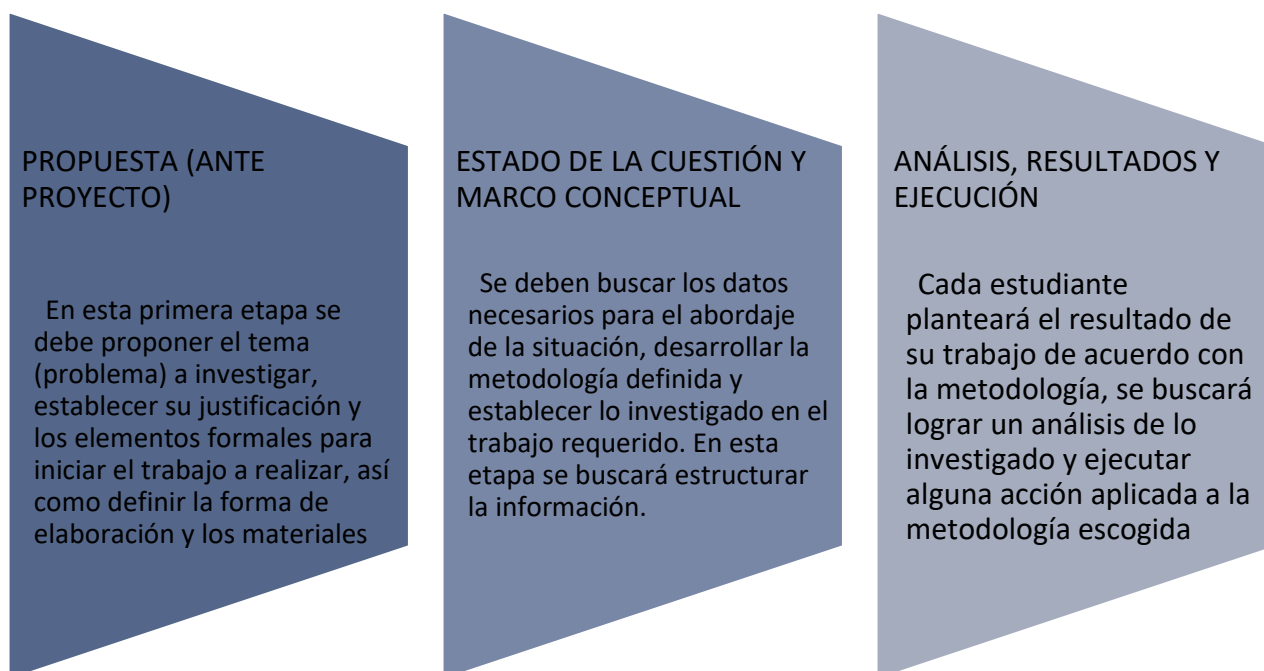 PROPUESTA (ANTE
PROYECTO)
En esta primera etapa se
debe proponer el tema
(problema) a investigar,
establecer su justificación y
los elementos formales para
iniciar el trabajo a realizar, así
como definir la forma de
elaboración y los materiales
ESTADO DE LA CUESTIÓN Y
MARCO CONCEPTUAL
Se deben buscar los datos
necesarios para el abordaje
de la situación, desarrollar la
metodología definida y
establecer lo investigado en el
trabajo requerido. En esta
etapa se buscará estructurar
la información.
ANÁLISIS, RESULTADOS Y
EJECUCIÓN
Cada estudiante
planteará el resultado de
su trabajo de acuerdo con
la metodología, se buscará
lograr un análisis de lo
investigado y ejecutar
alguna acción aplicada a la
metodología escogida